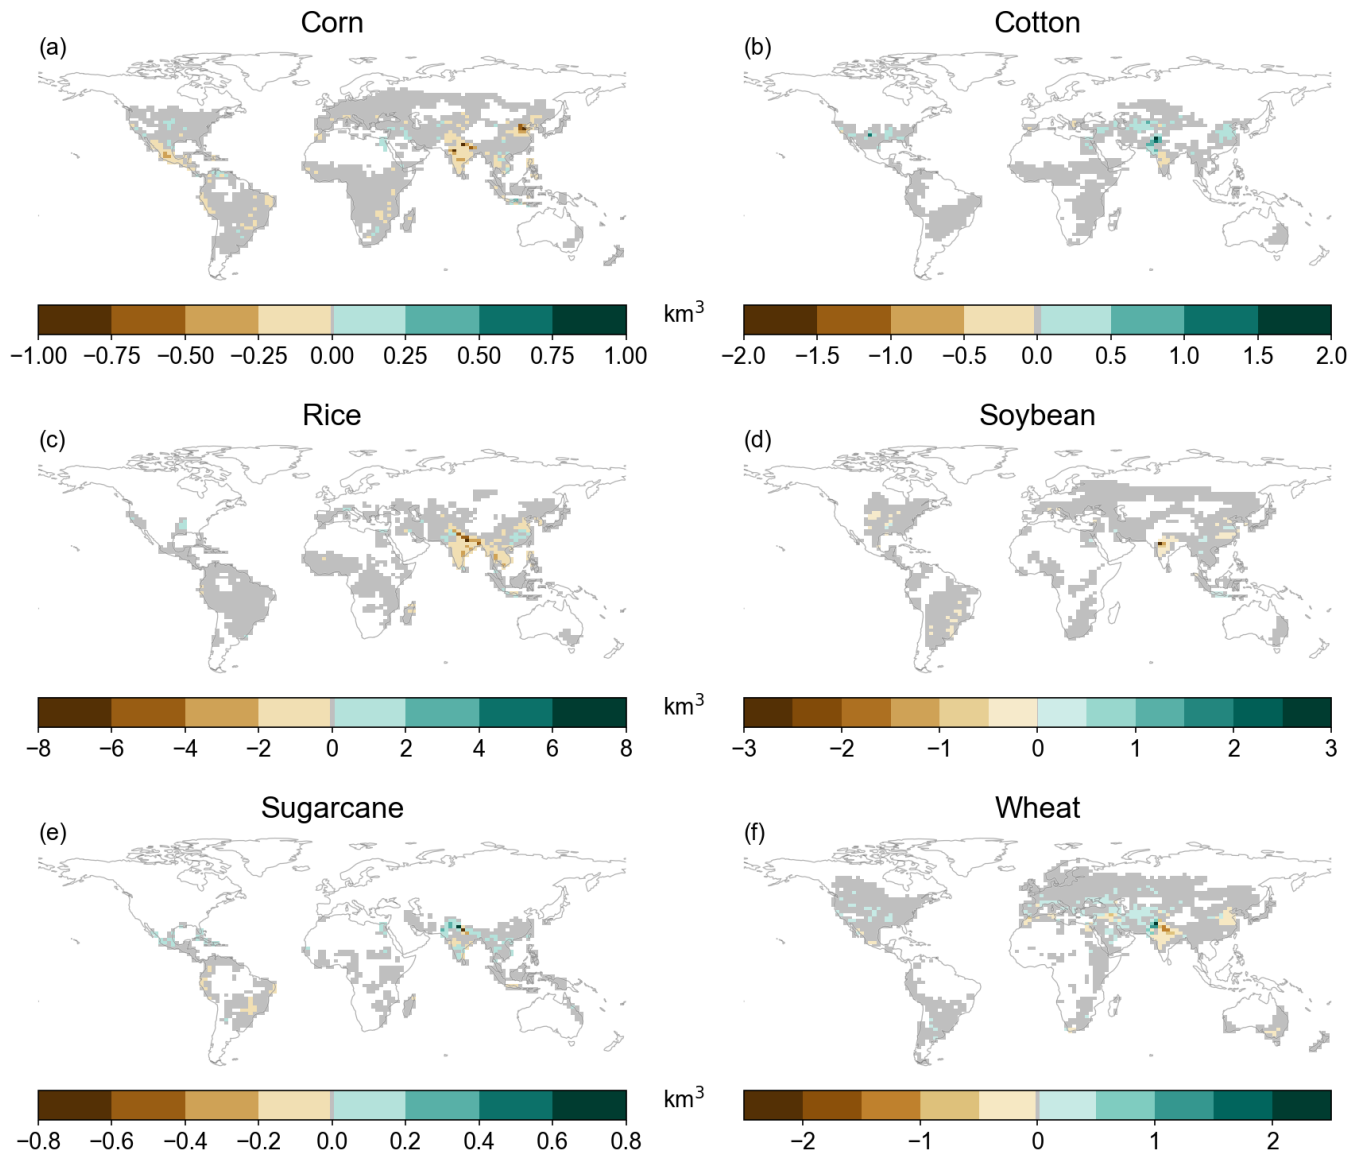 Corn
Cotton
(a)
(b)
−1.00 −0.75 −0.50 −0.25 0.00 0.25 0.50 0.75 1.00
km³
−2.0 −1.5 −1.0 −0.5 0.0 0.5 1.0 1.5 2.0
Rice
Soybean
(c)
(d)
−8 −6 −4 −2 0 2 4 6 8
km³
−3 −2 −1 0 1 2 3
Sugarcane
Wheat
(e)
(f)
−0.8 −0.6 −0.4 −0.2 0.0 0.2 0.4 0.6 0.8
km³
−2 −1 0 1 2